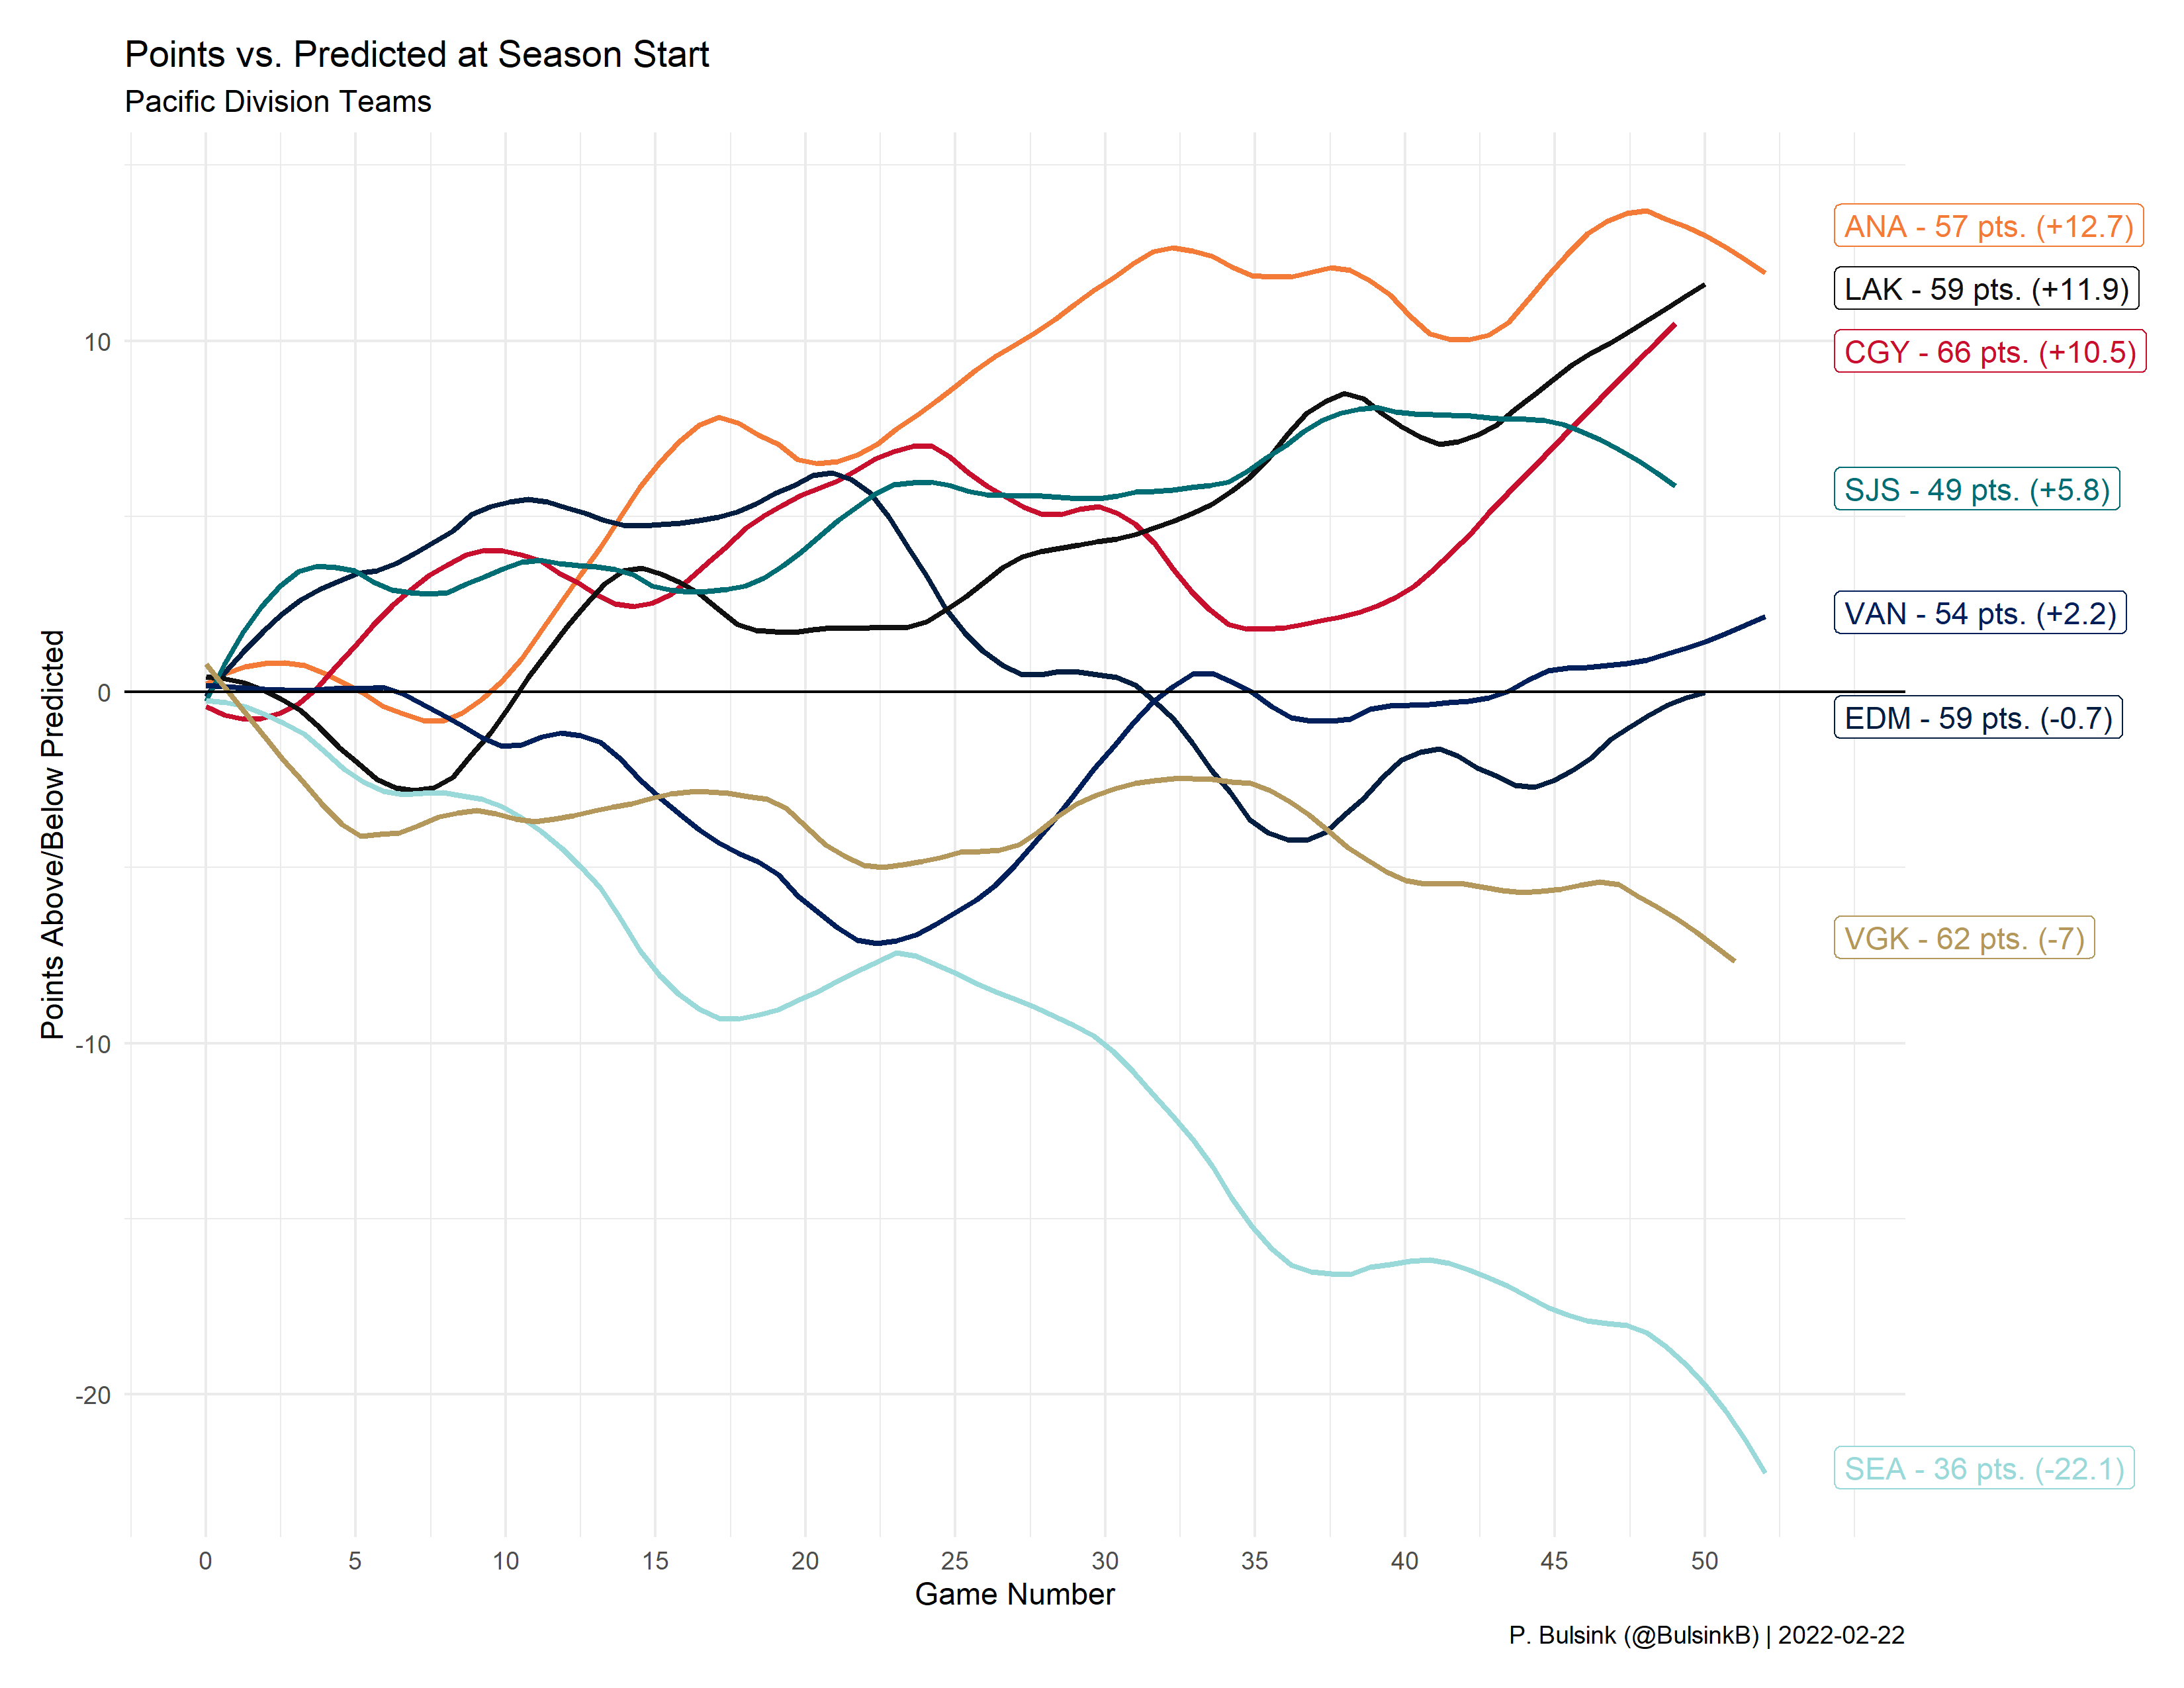 Points vs. Predicted at Season Start
Pacific Division Teams
Points Above/Below Predicted
10
0
-10
-20
ANA - 57 pts. (+12.7)
LAK - 59 pts. (+11.9)
CGY - 66 pts. (+10.5)
SJS - 49 pts. (+5.8)
VAN - 54 pts. (+2.2)
EDM - 59 pts. (-0.7)
VGK - 62 pts. (-7)
SEA - 36 pts. (-22.1)
0 5 10 15 20 25 30 35 40 45 50
Game Number
P. Bulsink (@BulsinkB) | 2022-02-22